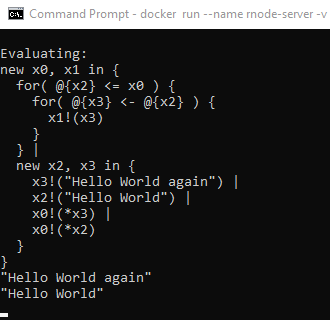 Command Prompt - docker run --name rnode-server -v
Evaluating:
new x0, x1 in {
  for( @{x2} <= x0 ) {
    for( @{x3} <- @{x2} ) {
      x1!(x3)
    }
  } |
  new x2, x3 in {
    x3!("Hello World again") |
    x2!("Hello World") |
    x0!(*x3) |
    x0!(*x2)
  }
}
"Hello World again"
"Hello World"